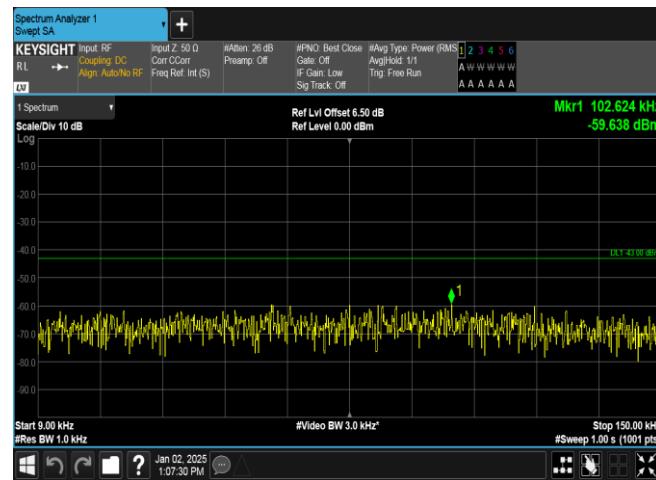 Spectrum Analyzer 1
Swept SA
+
KEYSIGHT Input: RF Input Z: 50 Ω #Atten: 26 dB #PNO: Best Close #Avg Type: Power (RMS 1 2 3 4 5 6
RL Coupling: DC Corr CCorr Preamp: Off Gate: Off Avg|Hold: 1/1 A W W W W W
Align: Auto/No RF Freq Ref: Int (S) IF Gain: Low Trig: Free Run
Sig Track: Off A A A A A A
LXI
1 Spectrum Ref Lvl Offset 6.50 dB Mkr1 102.624 kHz
Scale/Div 10 dB Ref Level 0.00 dBm -59.638 dBm
Log
-10.0
-20.0
-30.0
-40.0
DL1 -43.00 dBm
-50.0
1
-60.0
-70.0
-80.0
-90.0
Start 9.00 kHz #Video BW 3.0 kHz* Stop 150.00 kHz
#Res BW 1.0 kHz #Sweep 1.00 s (1001 pts)
? Jan 02, 2025
1:07:30 PM